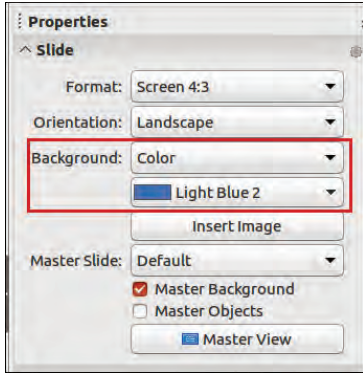 Properties
Slide
Format: Screen 4:3
Orientation: Landscape
Background: Color
Light Blue 2
Insert Image
Master Slide: Default
Master Background
Master Objects
Master View